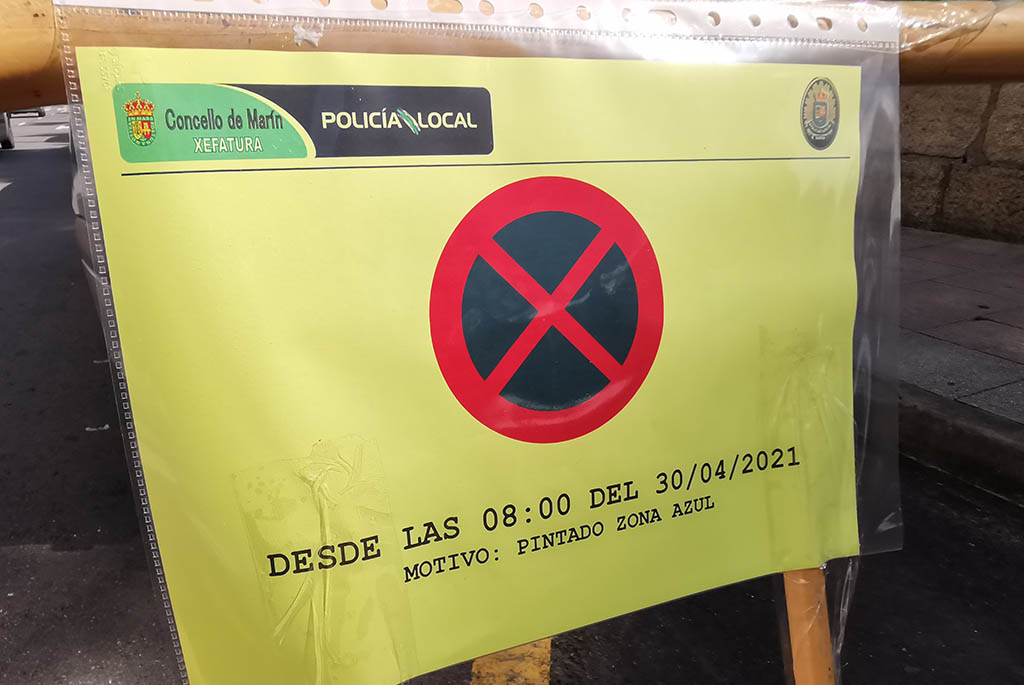 Concello de Marín
XEFATURA
POLICÍA LOCAL
DESDE LAS 08:00 DEL 30/04/2021
MOTIVO: PINTADO ZONA AZUL